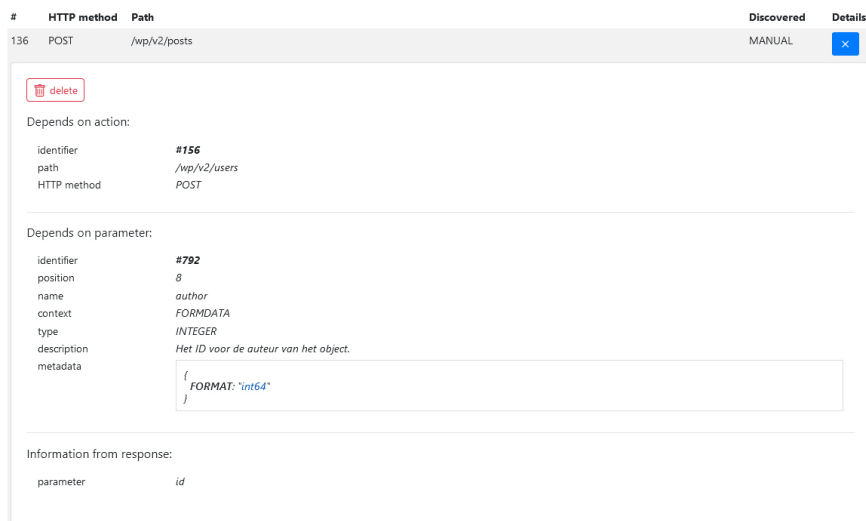 # HTTP method Path Discovered Details
136 POST /wp/v2/posts MANUAL ×
delete
Depends on action:
identifier #156
path /wp/v2/users
HTTP method POST
Depends on parameter:
identifier #792
position 8
name author
context FORMDATA
type INTEGER
description Het ID voor de auteur van het object.
metadata {
FORMAT: "int64"
}
Information from response:
parameter id